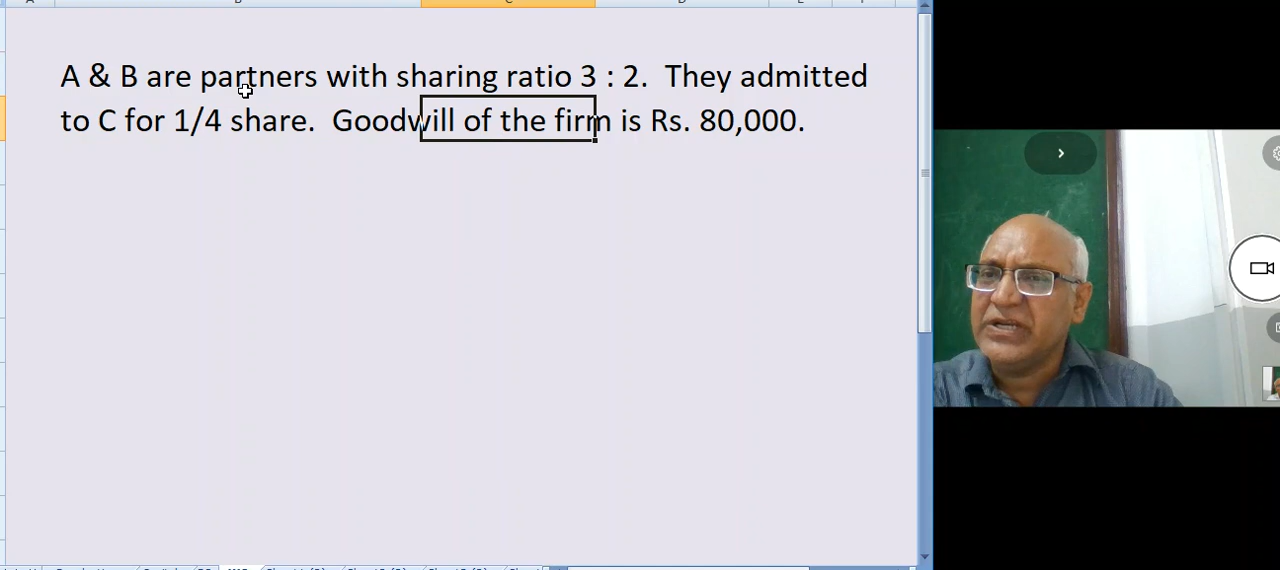 A & B are partners with sharing ratio 3 : 2.  They admitted
to C for 1/4 share.  Goodwill of the firm is Rs. 80,000.